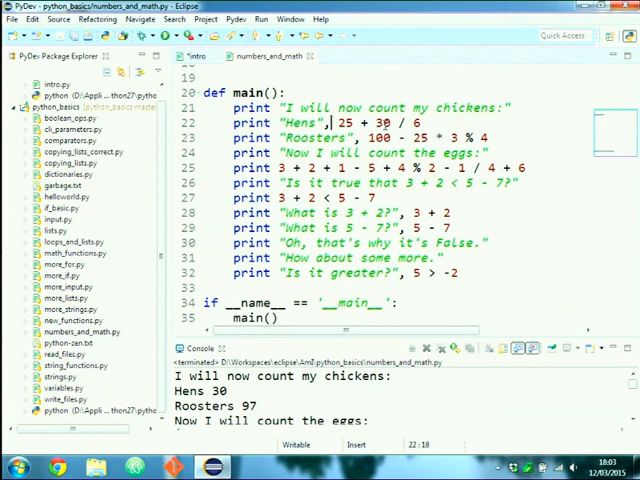 PyDev - python_basics/numbers_and_math.py - Eclipse
File Edit Source Refactoring Navigate Search Project Pydev Run Window Help
Quick Access
PyDev Package Explorer
*intro
numbers_and_math
intro.py
python (D:\Appli thon27\pyth
python_basics (python_basics mas
boolean_ops.py
cli_parameters.py
comparators.py
copying_lists_correct.py
copying_lists_incorrect.py
dictionaries.py
garbage.txt
helloworld.py
if_basic.py
input.py
lists.py
loops_and_lists.py
math_functions.py
more_for.py
more_if.py
more_input.py
more_lists.py
more_strings.py
new_functions.py
numbers_and_math.py
python-zen.txt
read_files.py
string_functions.py
strings.py
variables.py
write_files.py
python (D:\Appli thon27\pyth
20 def main():
21 print "I will now count my chickens:"
22 print "Hens", 25 + 30 / 6
23 print "Roosters", 100 - 25 * 3 % 4
24 print "Now I will count the eggs:"
25 print 3 + 2 + 1 - 5 + 4 % 2 - 1 / 4 + 6
26 print "Is it true that 3 + 2 < 5 - 7?"
27 print 3 + 2 < 5 - 7
28 print "What is 3 + 2?", 3 + 2
29 print "What is 5 - 7?", 5 - 7
30 print "Oh, that's why it's False."
31 print "How about some more."
32 print "Is it greater?", 5 > -2
33
34 if __name__ == '__main__':
35 main()
Console
<terminated> D:\Workspaces\eclipse\AmI\python_basics\numbers_and_math.py
I will now count my chickens:
Hens 30
Roosters 97
Now I will count the eggs:
Writable Insert 22:18
18:03
12/03/2015